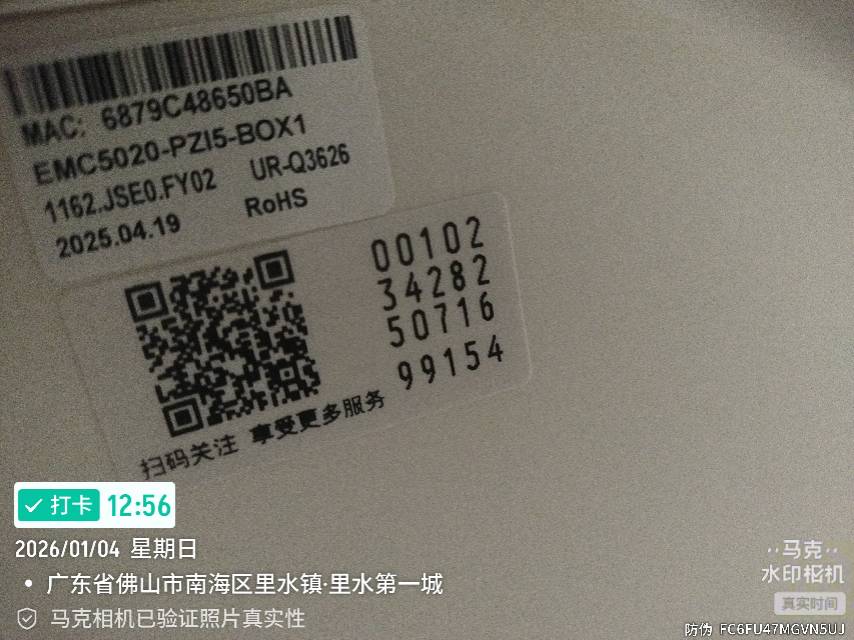 MAC: 6879C48650BA
EMC5020-PZI5-BOX1
1162.JSE0.FY02 UR-Q3626
2025.04.19 RoHS
00102
34282
50716
99154
扫码关注 享受更多服务
打卡 12:56
2026/01/04 星期日
广东省佛山市南海区里水镇·里水第一城
马克相机已验证照片真实性
马克
水印相机
真实时间
防伪 FC6FU47MGVN5UJ